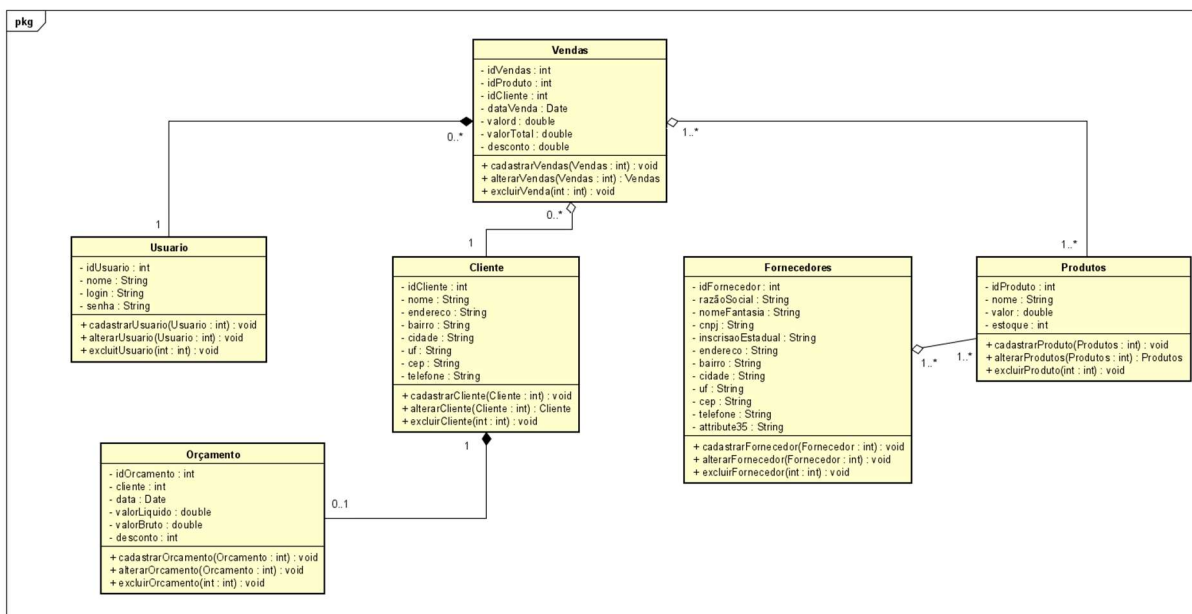 pkg
Vendas
- idVendas : int
- idProduto : int
- idCliente : int
- dataVenda : Date
- valord : double
- valorTotal : double
- desconto : double
+ cadastrarVendas(Vendas : int) : void
+ alterarVendas(Vendas : int) : Vendas
+ excluirVenda(int : int) : void
0..*
1..*
0..*
1
1
1..*
Usuario
- idUsuario : int
- nome : String
- login : String
- senha : String
+ cadastrarUsuario(Usuario : int) : void
+ alterarUsuario(Usuario : int) : void
+ excluitUsuario(int : int) : void
Cliente
- idCliente : int
- nome : String
- endereco : String
- bairro : String
- cidade : String
- uf : String
- cep : String
- telefone : String
+ cadastrarCliente(Cliente : int) : void
+ alterarCliente(Cliente : int) : Cliente
+ excluirCliente(int : int) : void
Fornecedores
- idFornecedor : int
- razãoSocial : String
- nomeFantasia : String
- cnpj : String
- inscrisaoEstadual : String
- endereco : String
- bairro : String
- cidade : String
- uf : String
- cep : String
- telefone : String
- attribute35 : String
+ cadastrarFornecedor(Fornecedor : int) : void
+ alterarFornecedor(Fornecedor : int) : void
+ excluirFornecedor(int : int) : void
Produtos
- idProduto : int
- nome : String
- valor : double
- estoque : int
+ cadastrarProduto(Produtos : int) : void
+ alterarProdutos(Produtos : int) : Produtos
+ excluirProduto(int : int) : void
1..*
1..*
1
0..1
Orçamento
- idOrcamento : int
- cliente : int
- data : Date
- valorLiquido : double
- valorBruto : double
- desconto : int
+ cadastrarOrcamento(Orcamento : int) : void
+ alterarOrcamento(Orcamento : int) : void
+ excluirOrcamento(int : int) : void